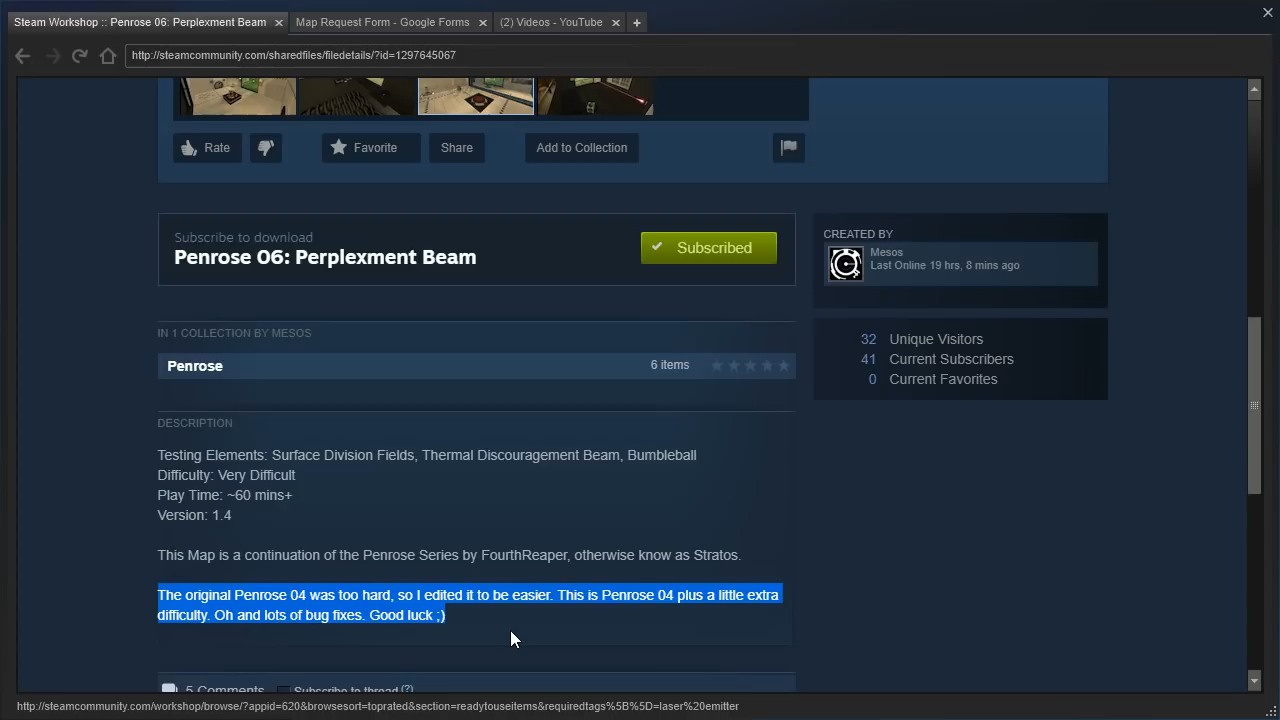 Steam Workshop :: Penrose 06: Perplexment Beam
Map Request Form - Google Forms
(2) Videos - YouTube
http://steamcommunity.com/sharedfiles/filedetails/?id=1297645067
Rate
Favorite
Share
Add to Collection
Subscribe to download
Penrose 06: Perplexment Beam
Subscribed
CREATED BY
Mesos
Last Online 19 hrs, 8 mins ago
IN 1 COLLECTION BY MESOS
Penrose
6 items
32 Unique Visitors
41 Current Subscribers
0 Current Favorites
DESCRIPTION
Testing Elements: Surface Division Fields, Thermal Discouragement Beam, Bumbleball
Difficulty: Very Difficult
Play Time: ~60 mins+
Version: 1.4
This Map is a continuation of the Penrose Series by FourthReaper, otherwise know as Stratos.
The original Penrose 04 was too hard, so I edited it to be easier. This is Penrose 04 plus a little extra
difficulty. Oh and lots of bug fixes. Good luck ;)
5 Comments
Subscribe to thread (?)
http://steamcommunity.com/workshop/browse/?appid=620&browsesort=toprated&section=readytouseitems&requiredtags%5B%5D=laser%20emitter